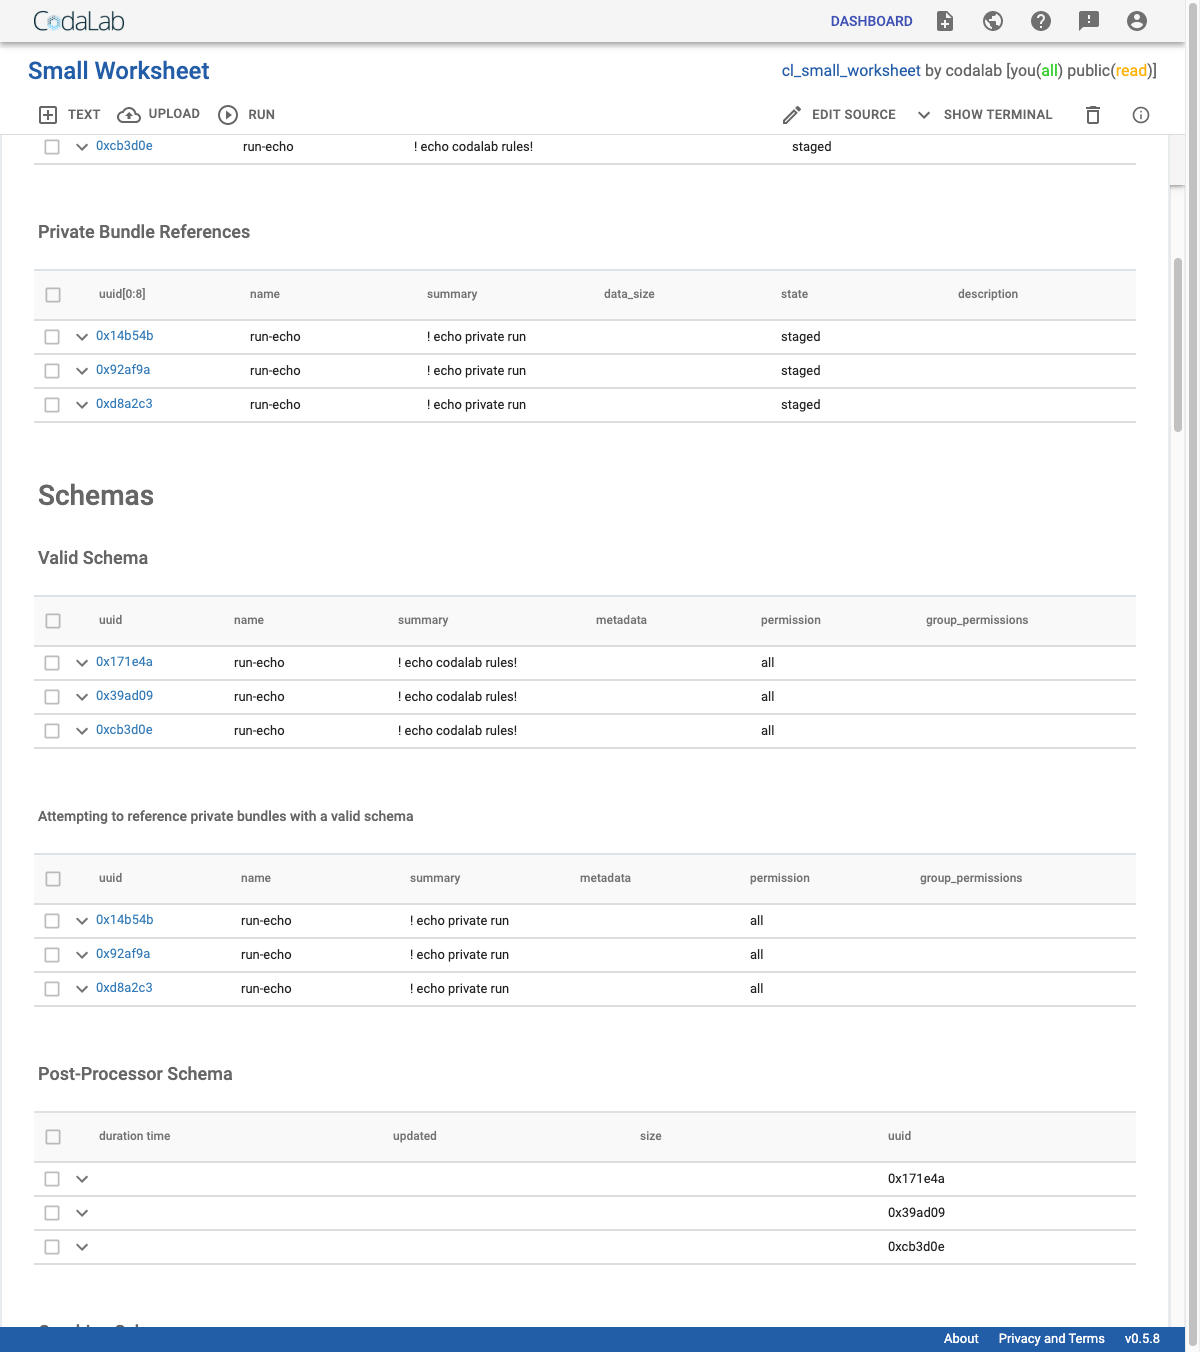 CodaLab DASHBOARD
Small Worksheet cl_small_worksheet by codalab [you(all) public(read)]
TEXT UPLOAD RUN EDIT SOURCE SHOW TERMINAL
0xcb3d0e run-echo ! echo codalab rules! staged
Private Bundle References
uuid[0:8] name summary data_size state description
0x14b54b run-echo ! echo private run staged
0x92af9a run-echo ! echo private run staged
0xd8a2c3 run-echo ! echo private run staged
Schemas
Valid Schema
uuid name summary metadata permission group_permissions
0x171e4a run-echo ! echo codalab rules! all
0x39ad09 run-echo ! echo codalab rules! all
0xcb3d0e run-echo ! echo codalab rules! all
Attempting to reference private bundles with a valid schema
uuid name summary metadata permission group_permissions
0x14b54b run-echo ! echo private run all
0x92af9a run-echo ! echo private run all
0xd8a2c3 run-echo ! echo private run all
Post-Processor Schema
duration time updated size uuid
0x171e4a
0x39ad09
0xcb3d0e
About Privacy and Terms v0.5.8